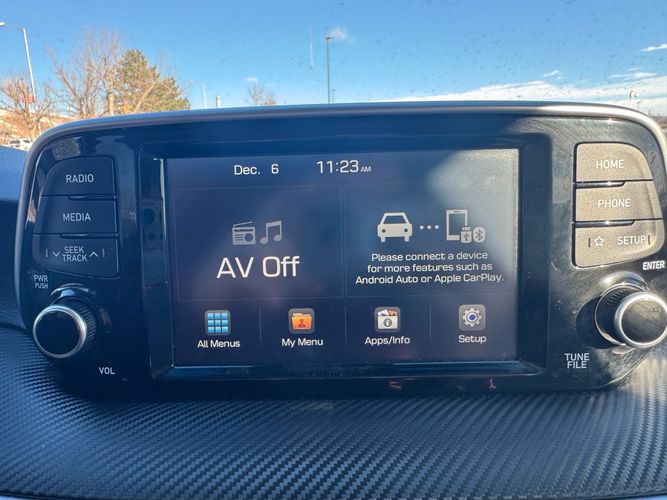 RADIO
MEDIA
SEEK
TRACK
PWR
PUSH
VOL
Dec. 6 11:23 AM
AV Off
Please connect a device
for more features such as
Android Auto or Apple CarPlay.
All Menus
My Menu
Apps/Info
Setup
HOME
PHONE
☆ SETUP
ENTER
TUNE
FILE